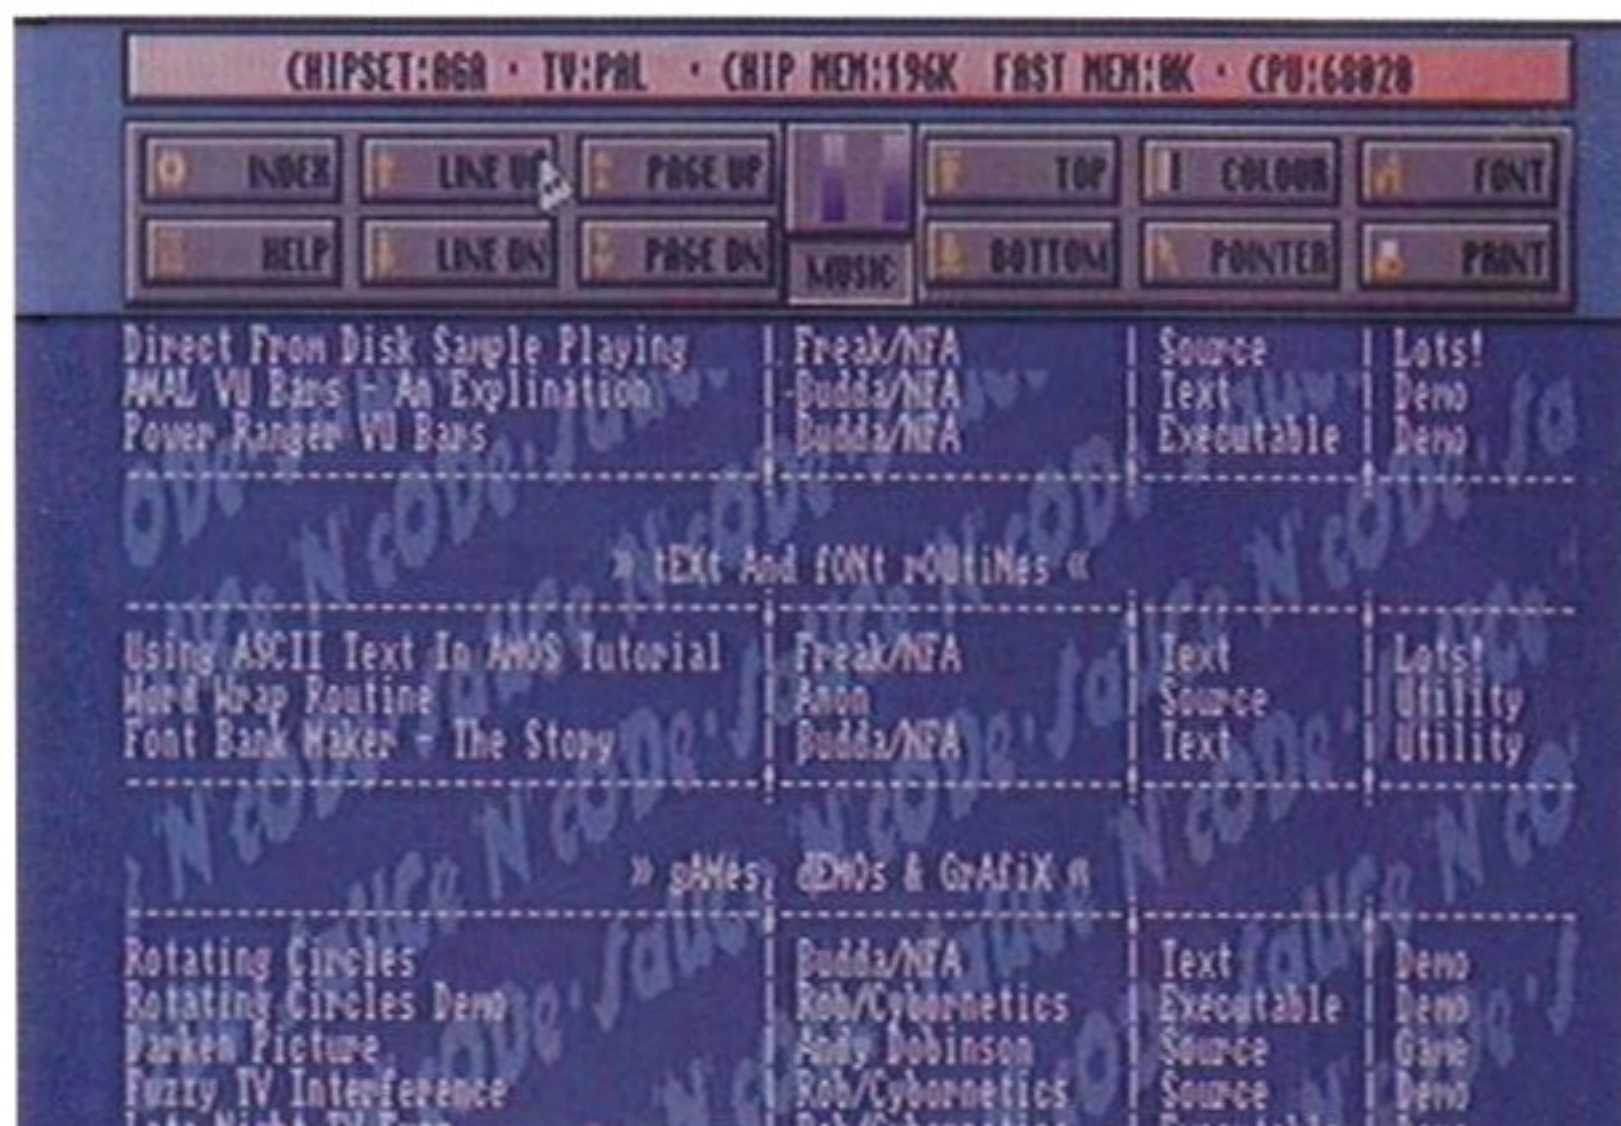 CHIPSET:AGA · TV:PAL · CHIP MEM:196K FAST MEM:0K · CPU:68020
INDEX LINE UP PAGE UP TOP COLOUR FONT
HELP LINE DN PAGE DN MUSIC BOTTOM POINTER PRINT
Direct From Disk Sample Playing | Freak/NFA | Source | Lots!
AMAL VU Bars - An Explination | Budda/NFA | Text | Demo
Power Ranger VU Bars | Budda/NFA | Executable | Demo
» tEXt And fONt rOUtiNes «
Using ASCII Text In AMOS Tutorial | Freak/NFA | Text | Lots!
Word Wrap Routine | Anon | Source | Utility
Font Bank Maker - The Story | Budda/NFA | Text | Utility
» gAMes, dEMOs & GrAfiX «
Rotating Circles | Budda/NFA | Text | Demo
Rotating Circles Demo | Rob/Cybornetics | Executable | Demo
Darken Picture | Andy Dobinson | Source | Game
Fuzzy TV Interference | Rob/Cybornetics | Source | Demo